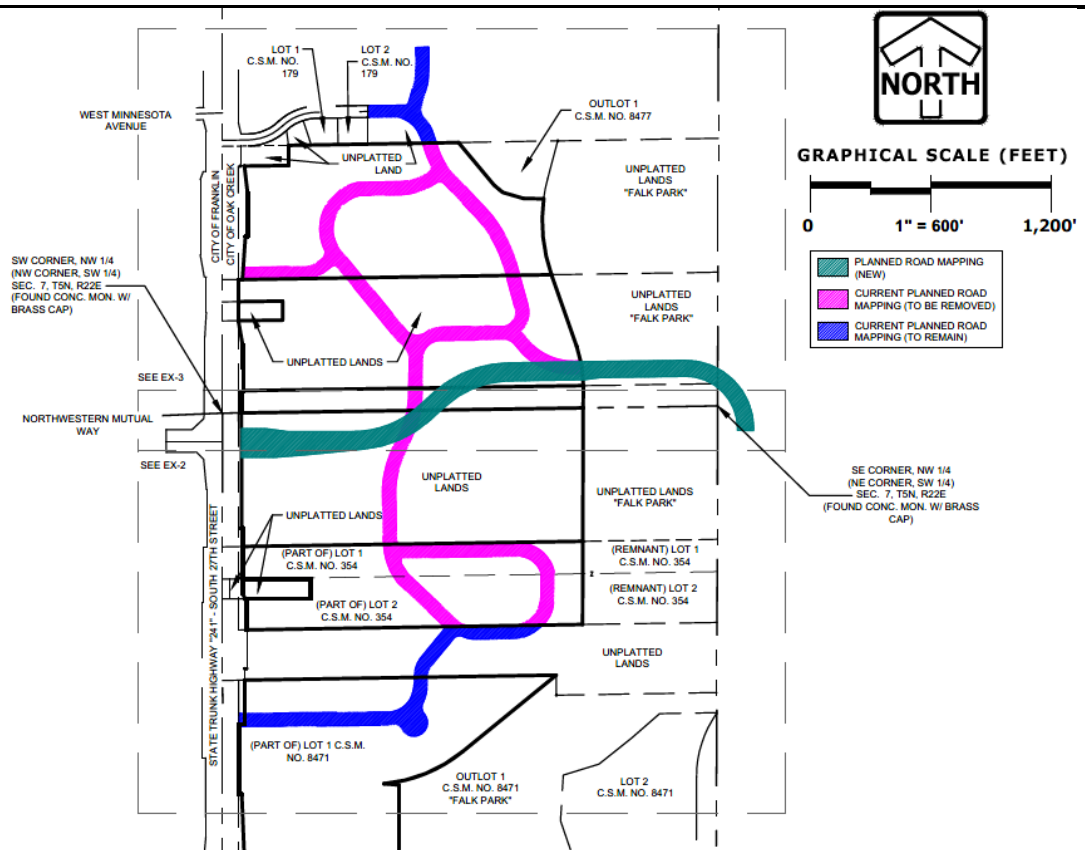 LOT 1
C.S.M. NO.
179
LOT 2
C.S.M. NO.
179
NORTH
WEST MINNESOTA
AVENUE
OUTLOT 1
C.S.M. NO. 8477
GRAPHICAL SCALE (FEET)
0
1" = 600'
1,200'
UNPLATTED
LAND
UNPLATTED
LANDS
"FALK PARK"
CITY OF FRANKLIN
CITY OF OAK CREEK
SW CORNER, NW 1/4
(NW CORNER, SW 1/4)
SEC. 7, T5N, R22E
(FOUND CONC. MON. W/
BRASS CAP)
PLANNED ROAD MAPPING
(NEW)
CURRENT PLANNED ROAD
MAPPING (TO BE REMOVED)
CURRENT PLANNED ROAD
MAPPING (TO REMAIN)
UNPLATTED
LANDS
"FALK PARK"
UNPLATTED LANDS
SEE EX-3
NORTHWESTERN MUTUAL
WAY
SEE EX-2
UNPLATTED
LANDS
SE CORNER, NW 1/4
(NE CORNER, SW 1/4)
SEC. 7, T5N, R22E
(FOUND CONC. MON. W/ BRASS
CAP)
UNPLATTED LANDS
"FALK PARK"
UNPLATTED LANDS
STATE TRUNK HIGHWAY "241" - SOUTH 27TH STREET
(PART OF) LOT 1
C.S.M. NO. 354
(REMNANT) LOT 1
C.S.M. NO. 354
(PART OF) LOT 2
C.S.M. NO. 354
(REMNANT) LOT 2
C.S.M. NO. 354
UNPLATTED
LANDS
(PART OF) LOT 1 C.S.M.
NO. 8471
OUTLOT 1
C.S.M. NO. 8471
"FALK PARK"
LOT 2
C.S.M. NO. 8471